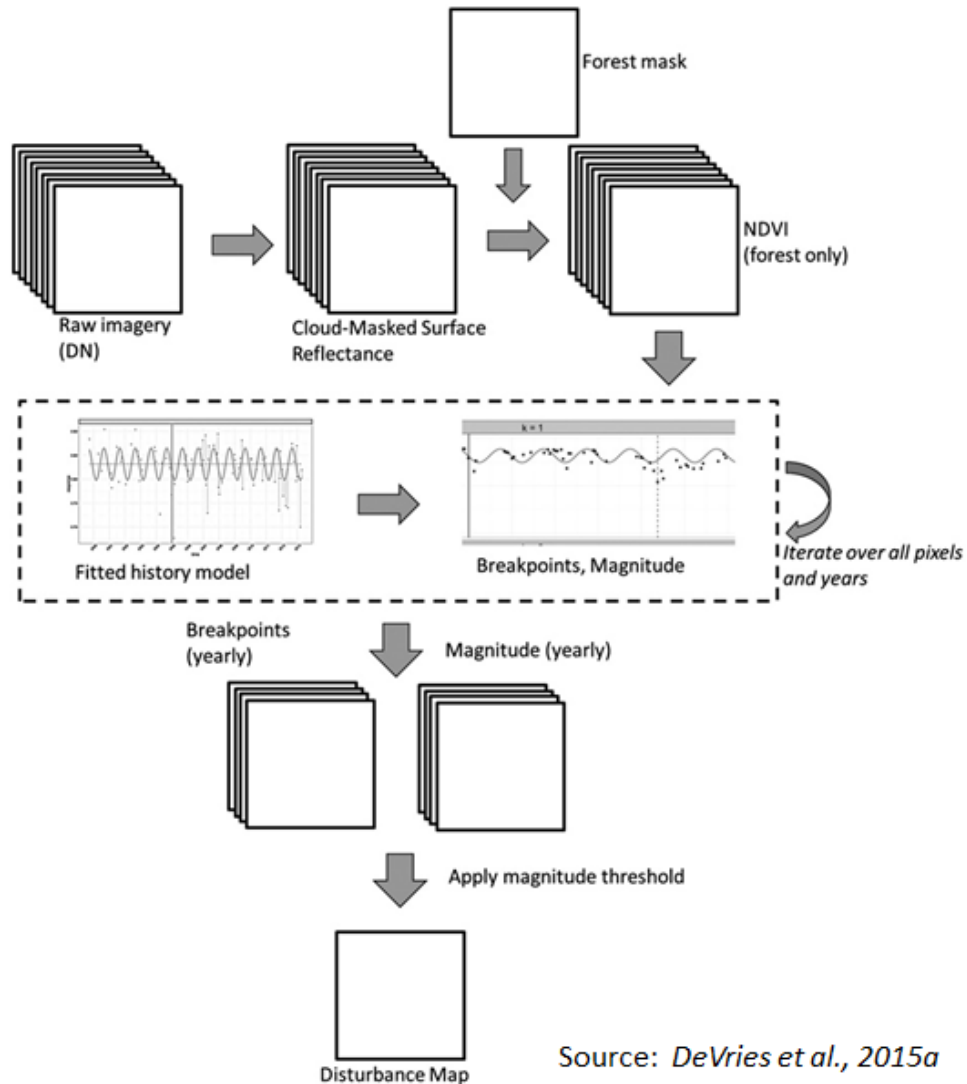 Forest mask
Raw imagery
(DN)
Cloud-Masked Surface
Reflectance
NDVI
(forest only)
k = 1
Fitted history model
Breakpoints, Magnitude
Iterate over all pixels
and years
Breakpoints
(yearly)
Magnitude (yearly)
Apply magnitude threshold
Disturbance Map
Source: DeVries et al., 2015a